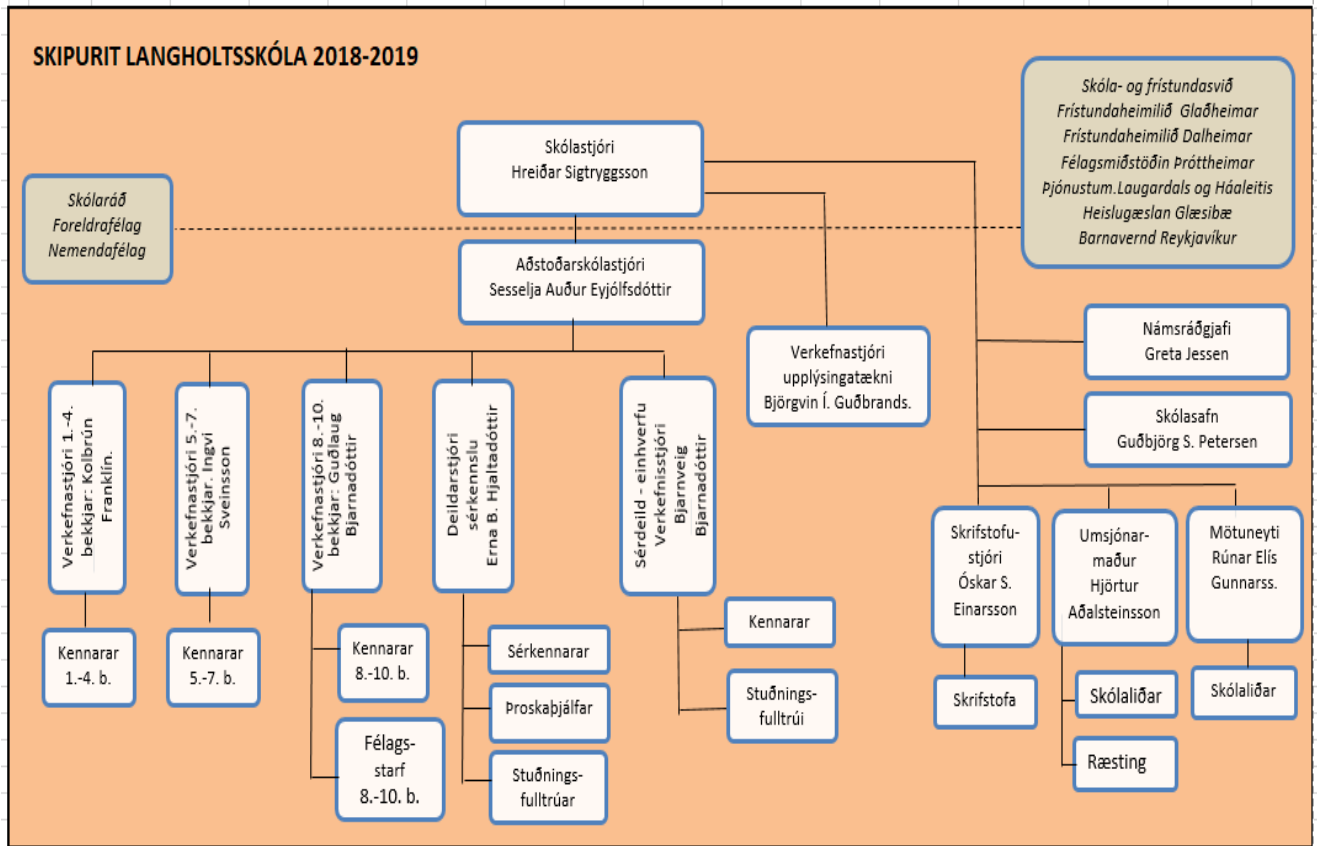 SKIPURIT LANGHOLTSSKÓLA 2018-2019
Skóla- og frístundasvið
Frístundaheimilið Glaðheimar
Frístundaheimilið Dalheimar
Félagsmiðstöðin Þróttheimar
Þjónustum.Laugardals og Háaleitis
Heislugæslan Glæsibæ
Barnavernd Reykjavíkur
Skólastjóri
Hreiðar Sigtryggsson
Skólaráð
Foreldrafélag
Nemendafélag
Aðstoðarskólastjóri
Sesselja Auður Eyjólfsdóttir
Námsráðgjafi
Greta Jessen
Verkefnastjóri
upplýsingatækni
Björgvin Í. Guðbrands.
Skólasafn
Guðbjörg S. Petersen
Verkefnastjóri 1.-4.
bekkjar: Kolbrún
Franklín.
Verkefnastjóri 5.-7.
bekkjar. Ingvi
Sveinsson
Verkefnastjóri 8.-10.
bekkjar: Guðlaug
Bjarnadóttir
Deildarstjóri
sérkennslu
Erna B. Hjaltadóttir
Sérdeild - einhverfu
Verkefnisstjóri
Bjarnveig
Bjarnadóttir
Skrifstofu-
stjóri
Óskar S.
Einarsson
Umsjónar-
maður
Hjörtur
Aðalsteinsson
Mötuneyti
Rúnar Elís
Gunnarss.
Kennarar
1.-4. b.
Kennarar
5.-7. b.
Kennarar
8.-10. b.
Félags-
starf
8.-10. b.
Sérkennarar
Þroskaþjálfar
Stuðnings-
fulltrúar
Kennarar
Stuðnings-
fulltrúi
Skrifstofa
Skólaliðar
Ræsting
Skólaliðar